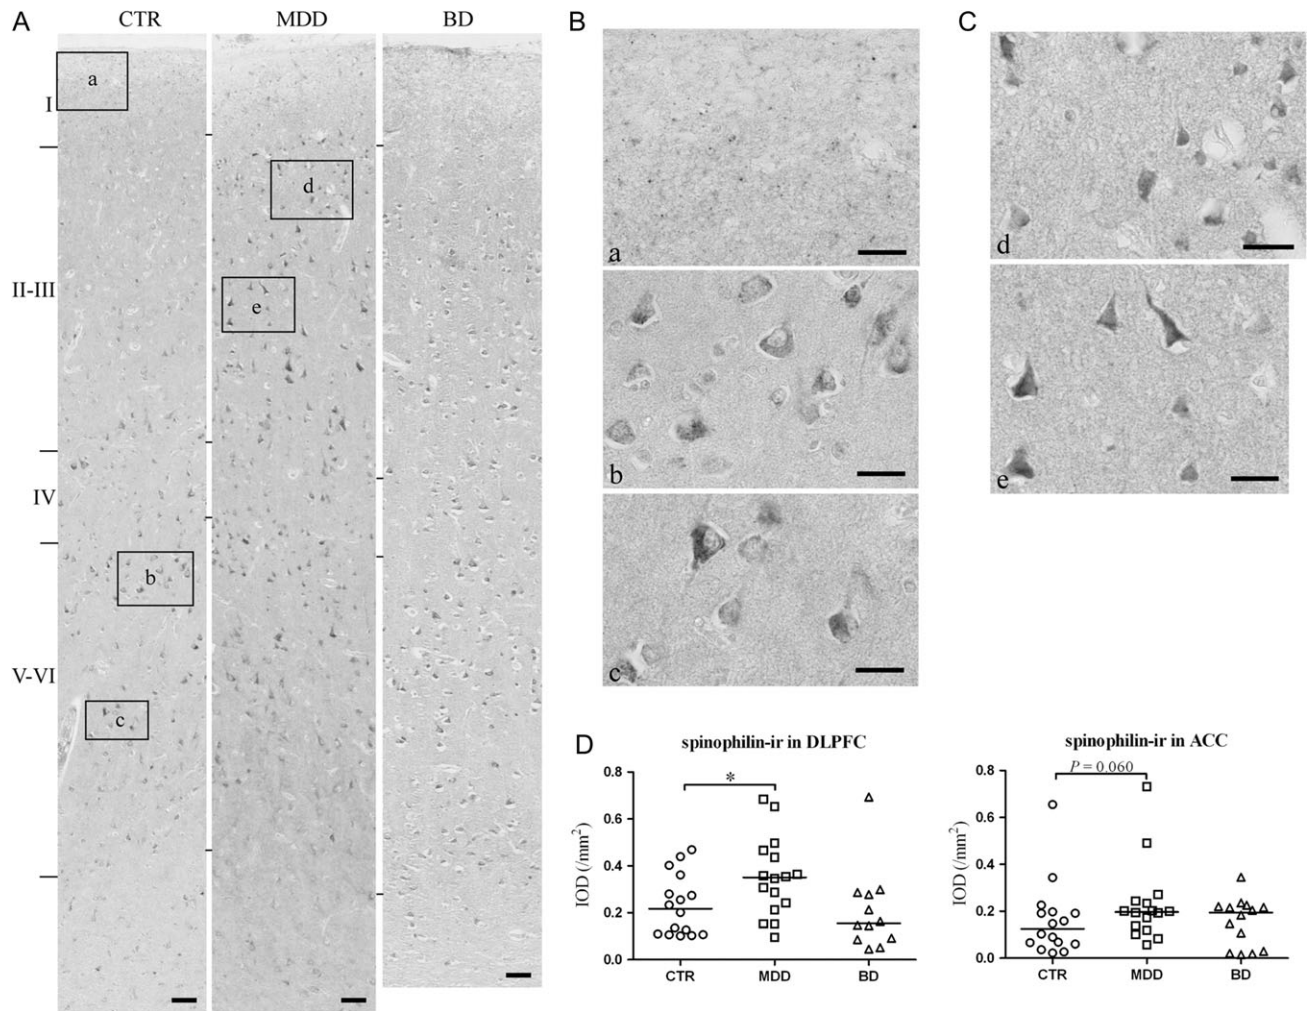 A
CTR
MDD
BD
B
C
a
I
d
II-III
e
IV
b
V-VI
c
a
b
c
d
e
D
spinophilin-ir in DLPFC
*
IOD (/mm²)
0.8
0.6
0.4
0.2
0.0
CTR
MDD
BD
spinophilin-ir in ACC
P = 0.060
IOD (/mm²)
0.8
0.6
0.4
0.2
0.0
CTR
MDD
BD